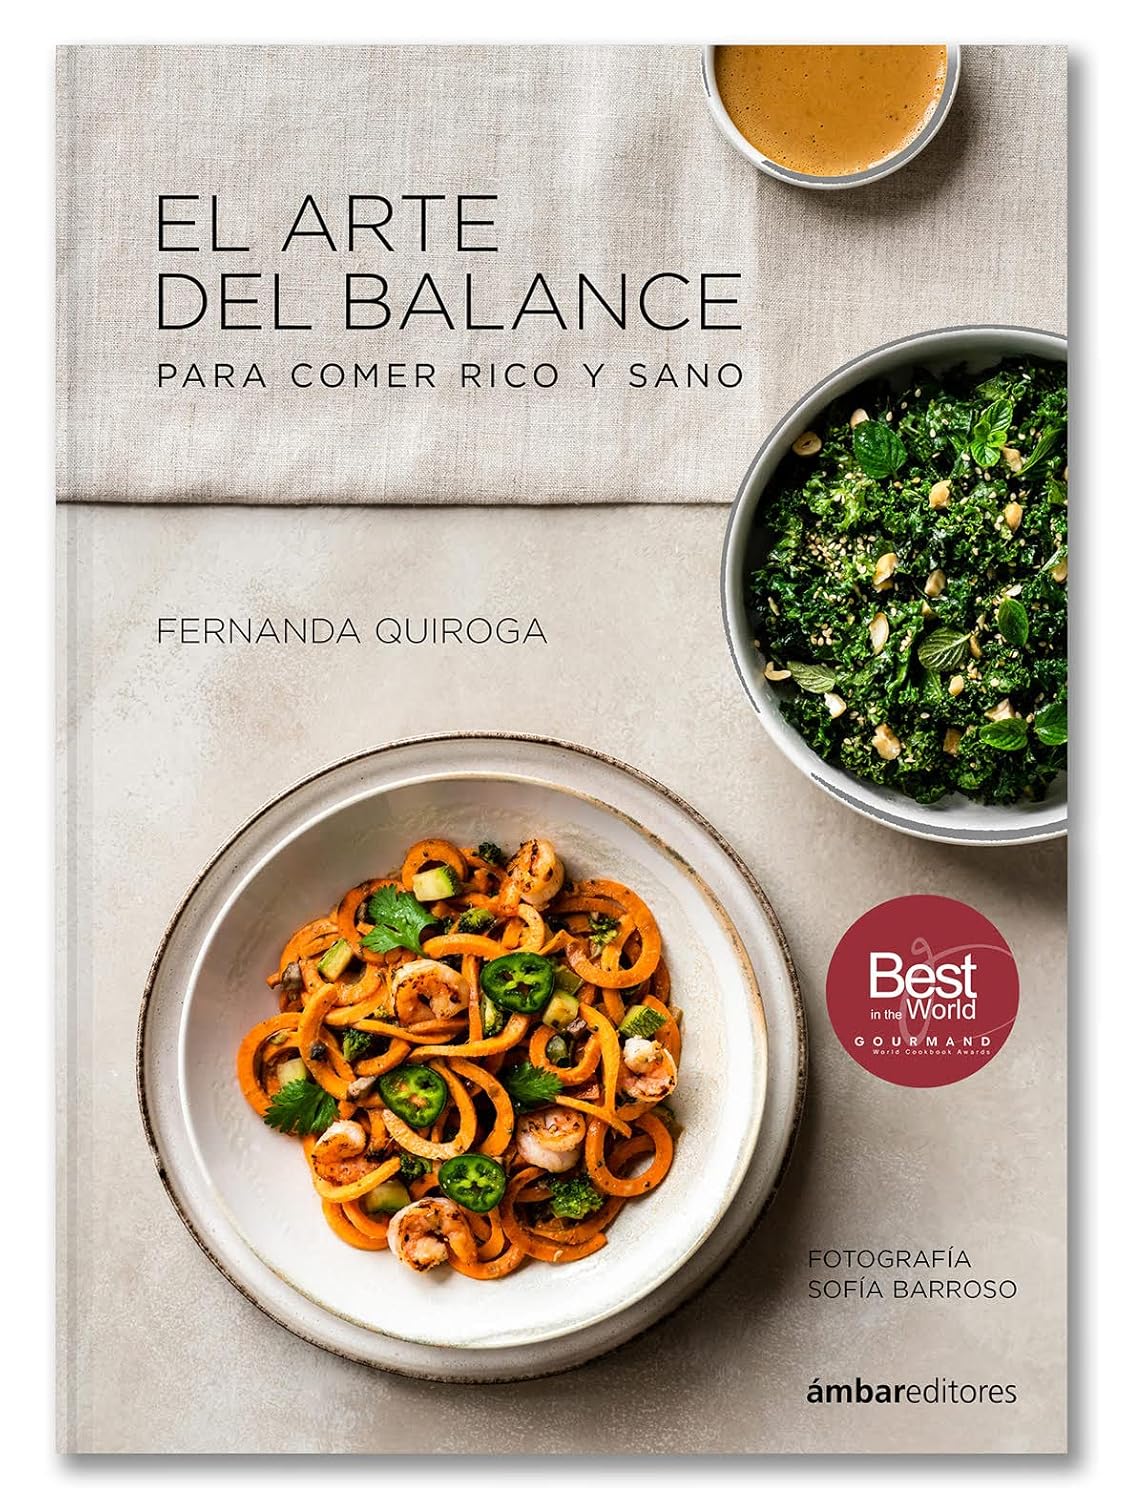 EL ARTE
DEL BALANCE
PARA COMER RICO Y SANO
FERNANDA QUIROGA
Best
in the World
GOURMAND
World Cookbook Awards
FOTOGRAFÍA
SOFÍA BARROSO
ámbareditores